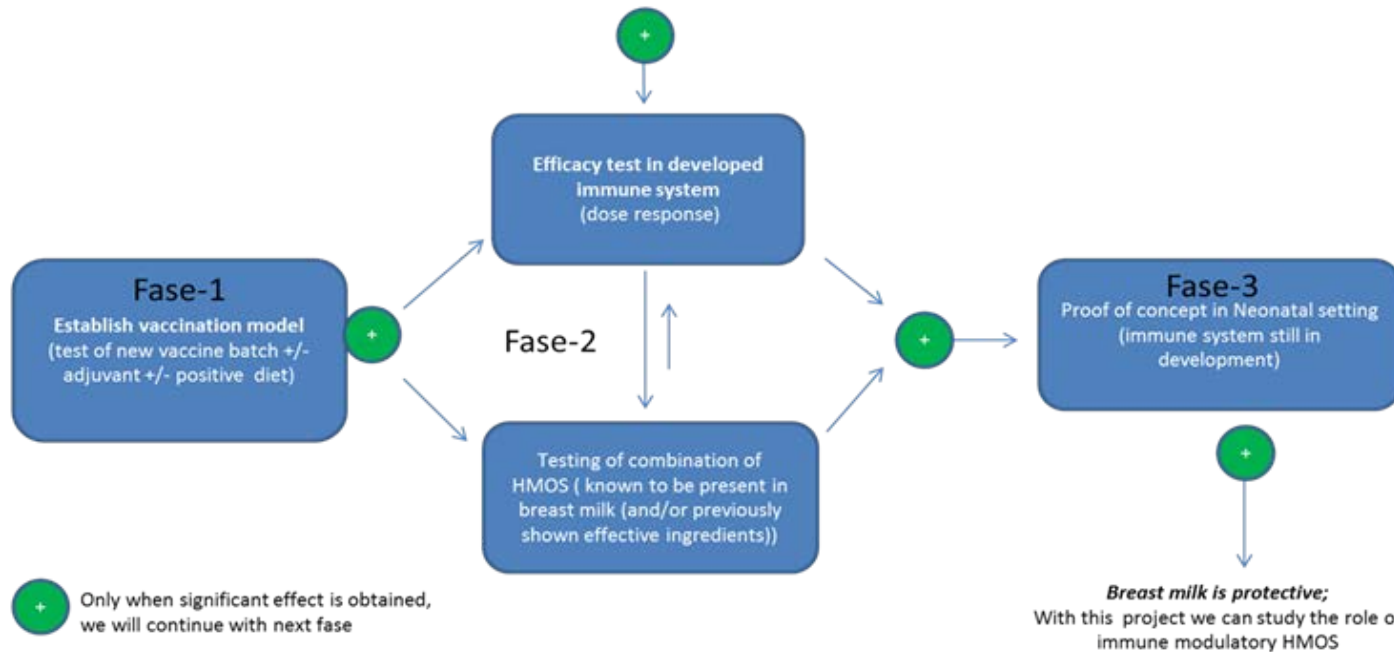 +
Efficacy test in developed
immune system
(dose response)
Fase-1
Establish vaccination model
(test of new vaccine batch +/-
adjuvant +/- positive diet)
+
Fase-2
+
Fase-3
Proof of concept in Neonatal setting
(immune system still in
development)
Testing of combination of
HMOS ( known to be present in
breast milk (and/or previously
shown effective ingredients))
+
+
Only when significant effect is obtained,
we will continue with next fase
Breast milk is protective;
With this project we can study the role o
immune modulatory HMOS